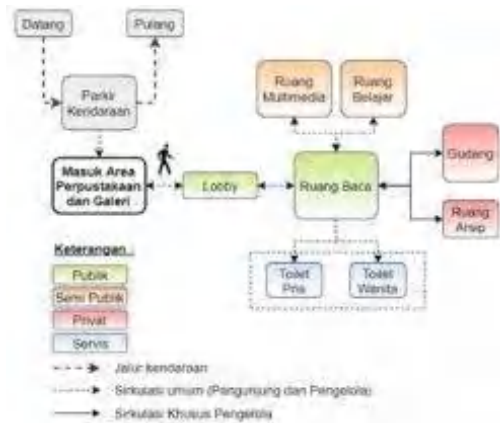 Datang
Pulang
Parkir
Kendaraan
Ruang
Multimedia
Ruang
Belajar
Masuk Area
Perpustakaan
dan Galeri
Lobby
Ruang Baca
Gudang
Ruang
Arsip
Toilet
Pria
Toilet
Wanita
Keterangan
Publik
Semi Publik
Privat
Servis
Jalur kendaraan
Sirkulasi umum (Pengunjung dan Pengelola)
Sirkulasi Khusus Pengelola